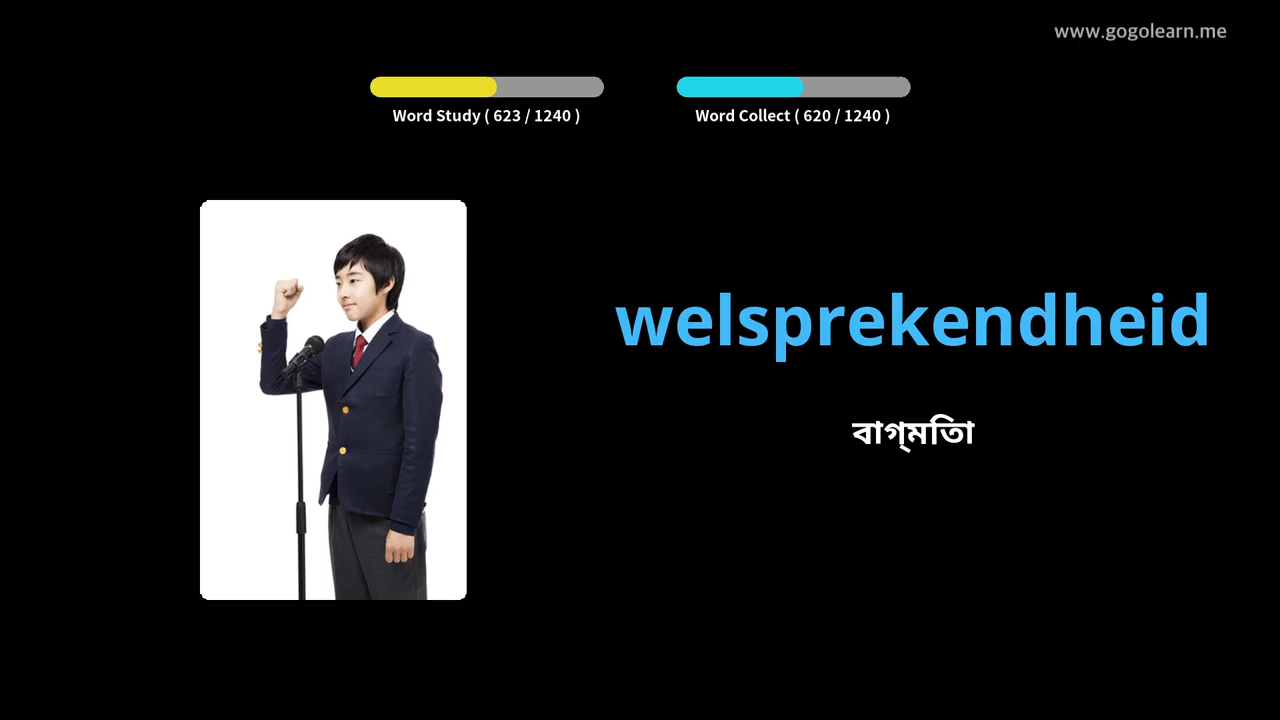 www.gogolearn.me
Word Study ( 623 / 1240 )
Word Collect ( 620 / 1240 )
welsprekendheid
বাগ্মিতা